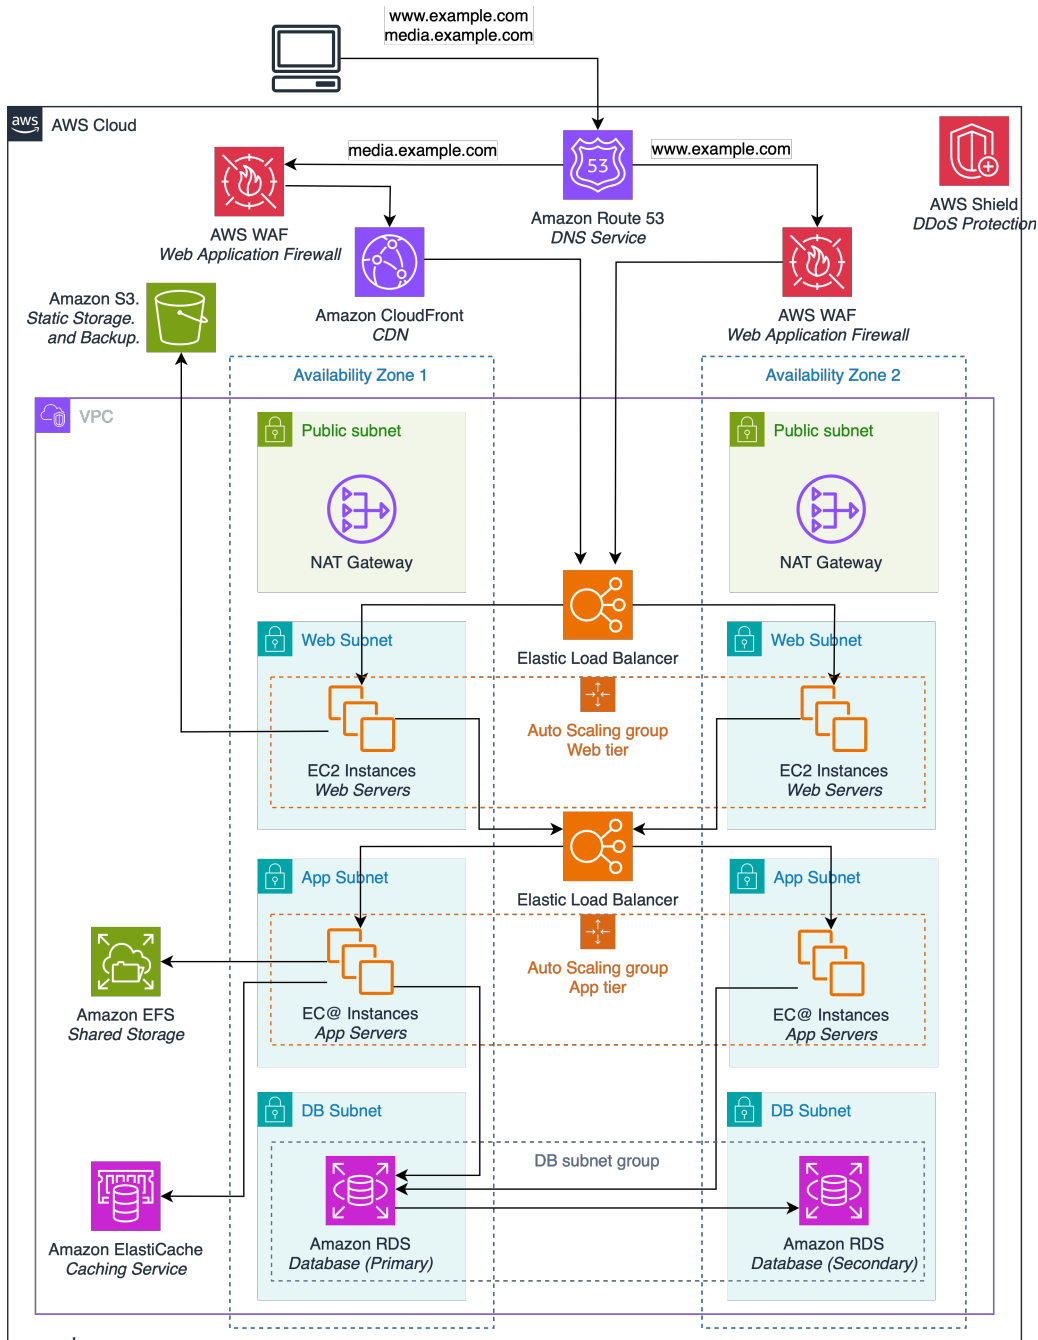 www.example.com
media.example.com
aws
AWS Cloud
media.example.com
www.example.com
53
AWS Shield
DDoS Protection
Amazon Route 53
DNS Service
AWS WAF
Web Application Firewall
Amazon CloudFront
CDN
AWS WAF
Web Application Firewall
Amazon S3.
Static Storage.
and Backup.
Availability Zone 1
Availability Zone 2
VPC
Public subnet
Public subnet
NAT Gateway
NAT Gateway
Elastic Load Balancer
Web Subnet
Web Subnet
Auto Scaling group
Web tier
EC2 Instances
Web Servers
EC2 Instances
Web Servers
Elastic Load Balancer
App Subnet
App Subnet
Auto Scaling group
App tier
EC@ Instances
App Servers
EC@ Instances
App Servers
Amazon EFS
Shared Storage
DB Subnet
DB Subnet
DB subnet group
Amazon RDS
Database (Primary)
Amazon RDS
Database (Secondary)
Amazon ElastiCache
Caching Service